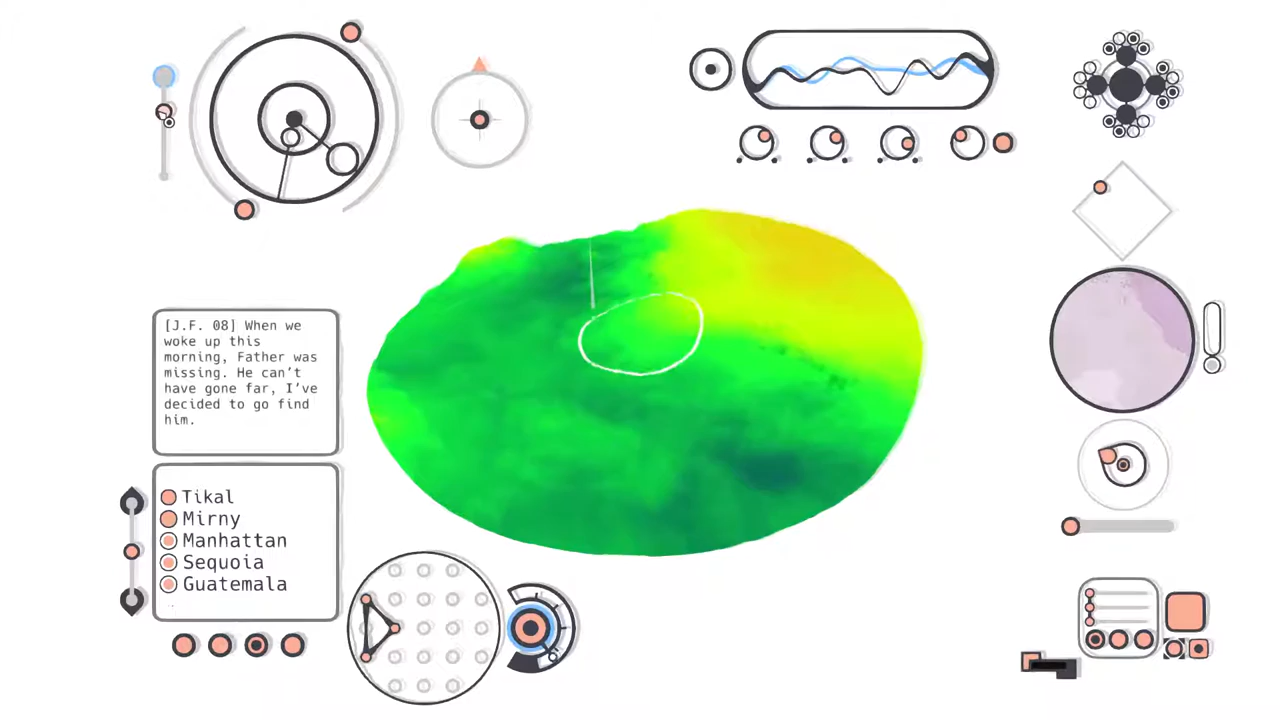 [J.F. 08] When we
woke up this
morning, Father was
missing. He can't
have gone far, I've
decided to go find
him.
Tikal
Mirny
Manhattan
Sequoia
Guatemala